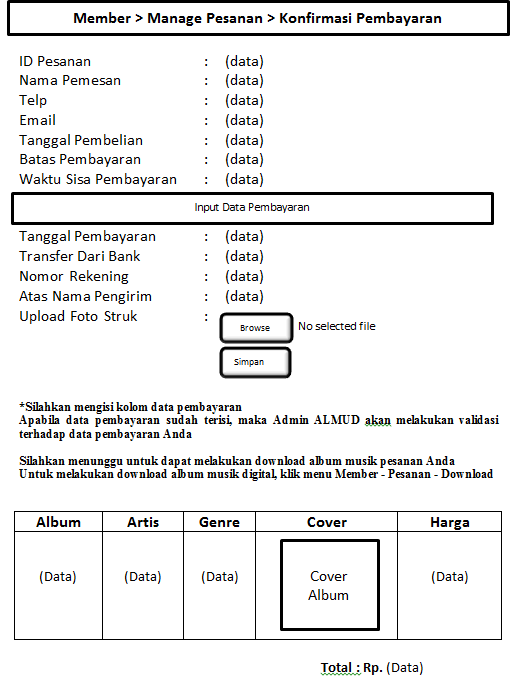 Member > Manage Pesanan > Konfirmasi Pembayaran
ID Pesanan : (data)
Nama Pemesan : (data)
Telp : (data)
Email : (data)
Tanggal Pembelian : (data)
Batas Pembayaran : (data)
Waktu Sisa Pembayaran : (data)
Input Data Pembayaran
Tanggal Pembayaran : (data)
Transfer Dari Bank : (data)
Nomor Rekening : (data)
Atas Nama Pengirim : (data)
Upload Foto Struk : Browse No selected file
Simpan
*Silahkan mengisi kolom data pembayaran
Apabila data pembayaran sudah terisi, maka Admin ALMUD akan melakukan validasi
terhadap data pembayaran Anda
Silahkan menunggu untuk dapat melakukan download album musik pesanan Anda
Untuk melakukan download album musik digital, klik menu Member - Pesanan - Download
Album Artis Genre Cover Harga
(Data) (Data) (Data) Cover (Data)
Album
Total : Rp. (Data)